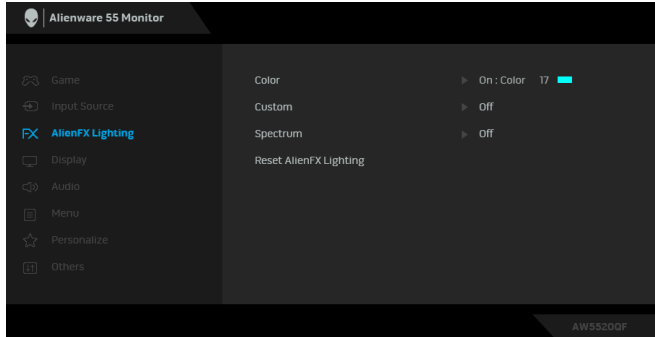 Alienware 55 Monitor
Game
Color
On : Color 17
Input Source
Custom
Off
FX AlienFX Lighting
Spectrum
Off
Display
Reset AlienFX Lighting
Audio
Menu
Personalize
Others
AW5520QF